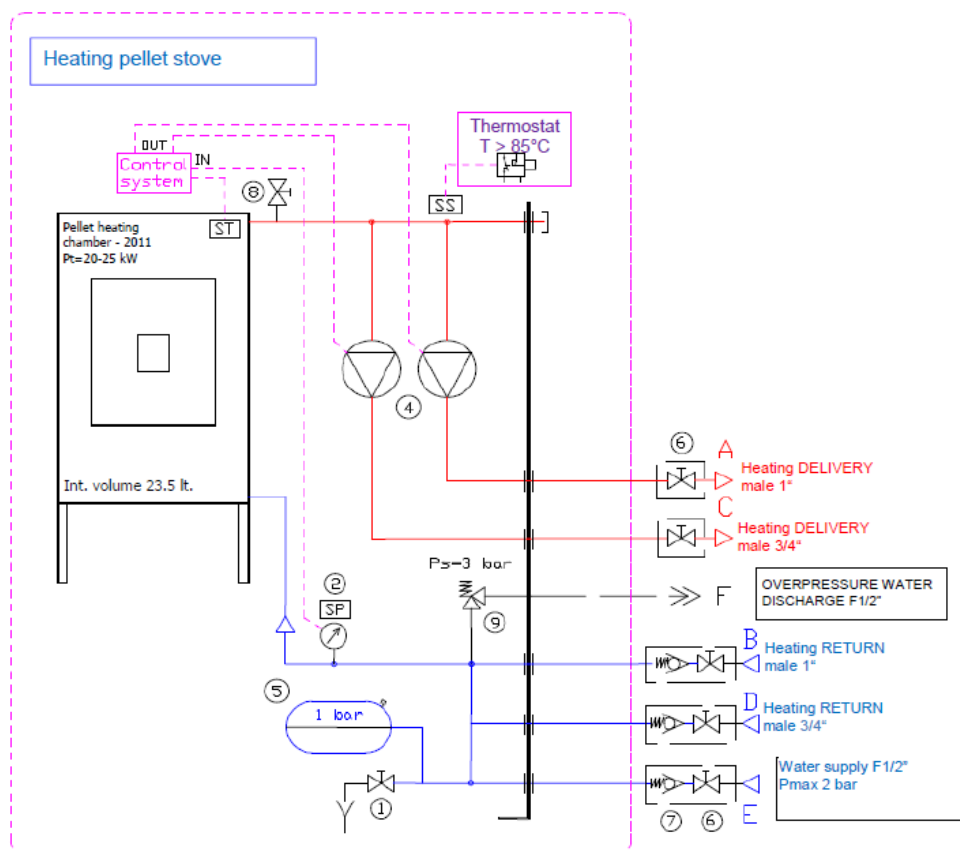 Heating pellet stove
Thermostat
T > 85°C
OUT
IN
Control
system
8
SS
ST
Pellet heating
chamber - 2011
Pt=20-25 kW
4
6
A
Heating DELIVERY
male 1"
Int. volume 23.5 lt.
C
Heating DELIVERY
male 3/4"
Ps-3 bar
2
SP
9
F
OVERPRESSURE WATER
DISCHARGE F1/2"
B
Heating RETURN
male 1"
5
1 bar
D
Heating RETURN
male 3/4"
1
Water supply F1/2"
Pmax 2 bar
7
6
E